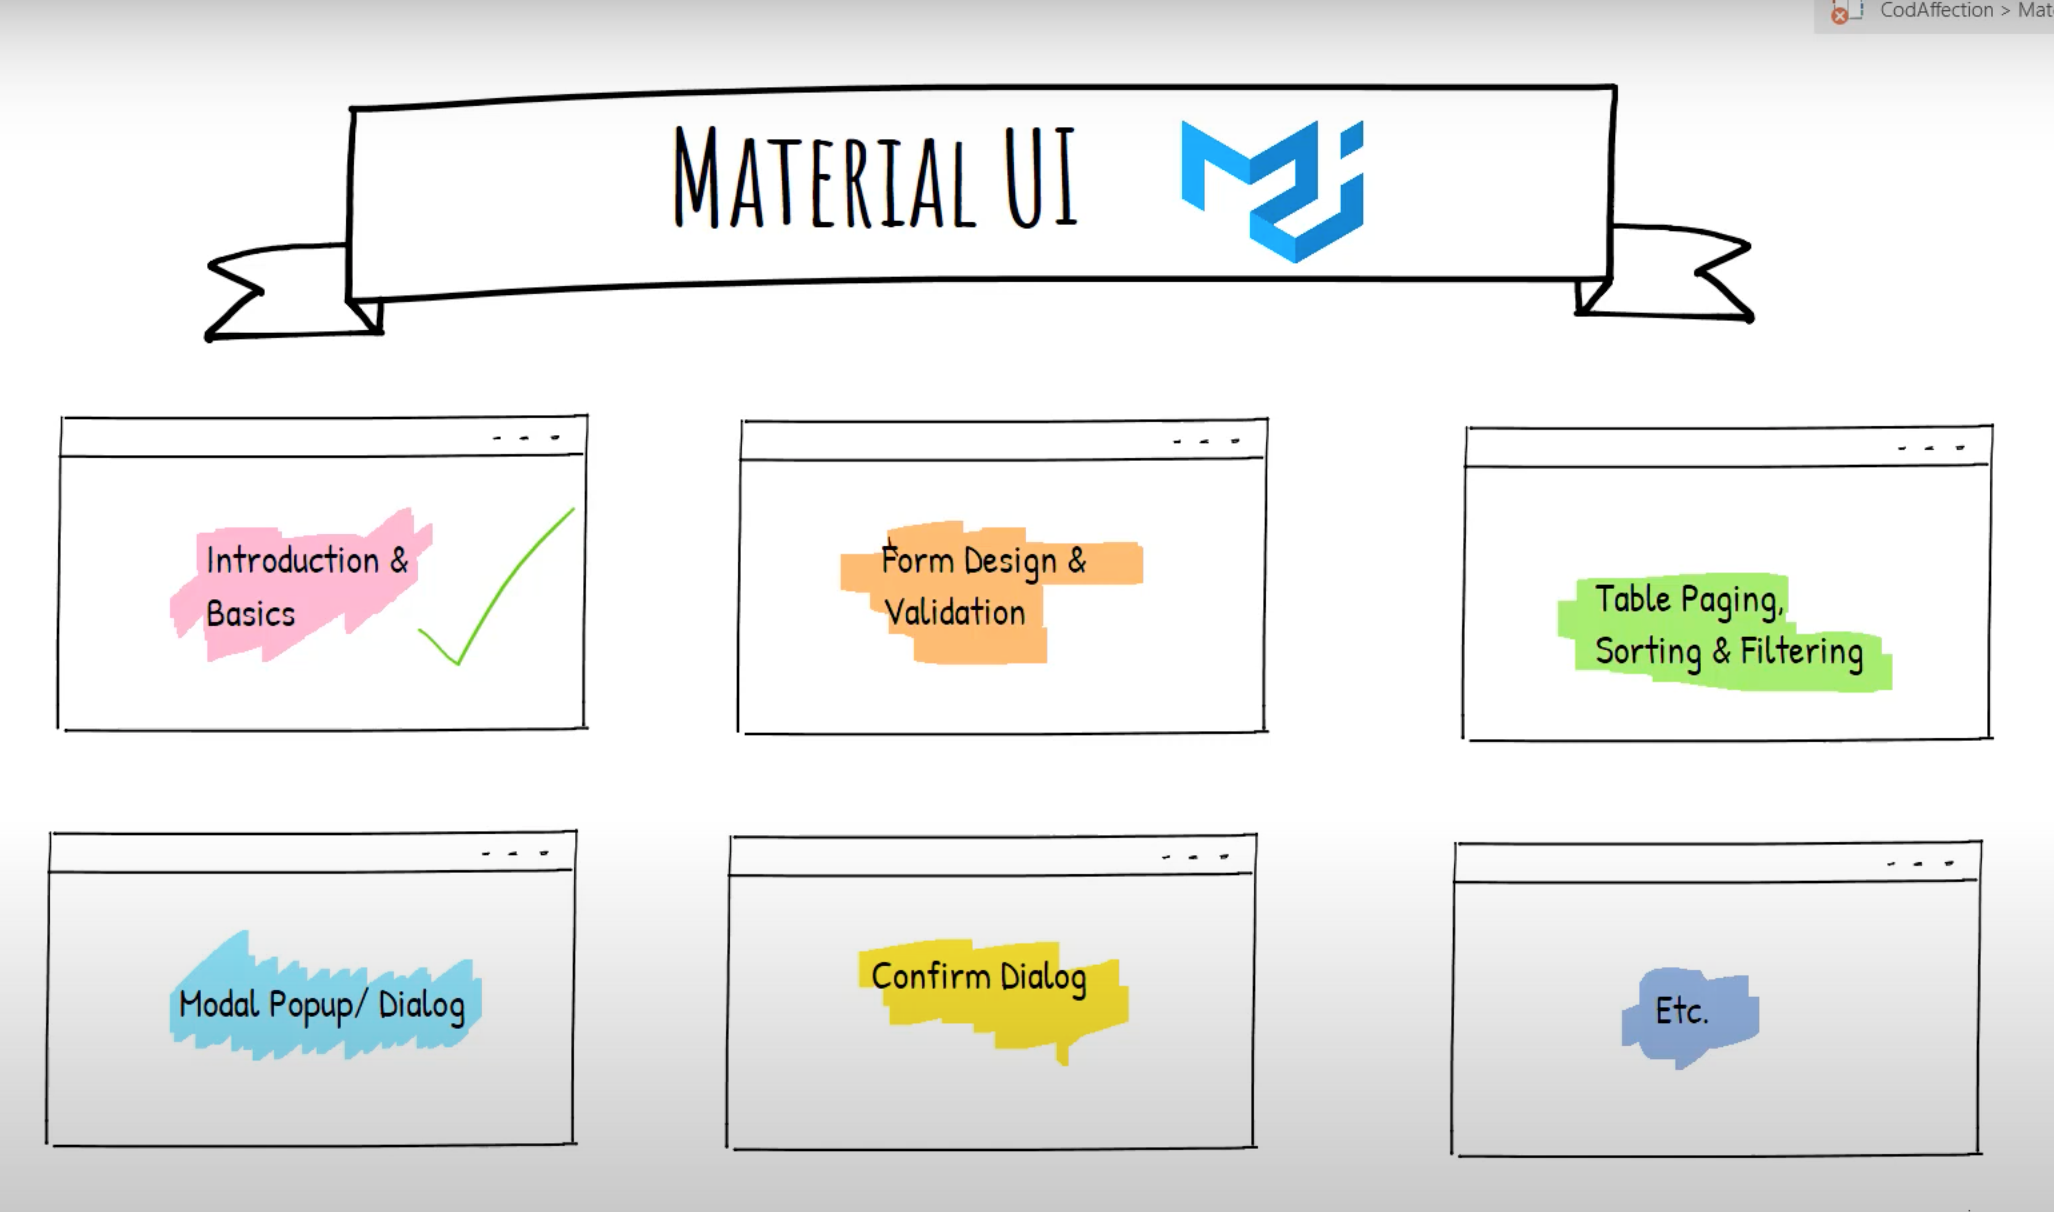 CodAffection > Mat
MATERIAL UI
Introduction &
Basics
Form Design &
Validation
Table Paging,
Sorting & Filtering
Modal Popup/ Dialog
Confirm Dialog
Etc.